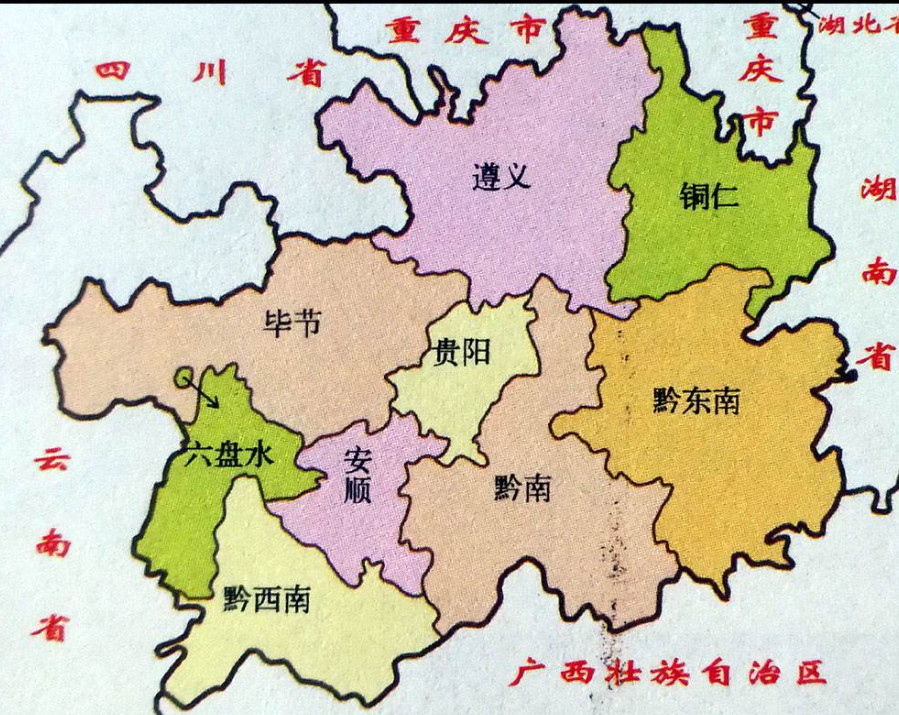 重庆市
重庆市
湖北省
四川省
遵义
铜仁
湖南省
毕节
贵阳
黔东南
六盘水
安顺
黔南
云南省
黔西南
广西壮族自治区